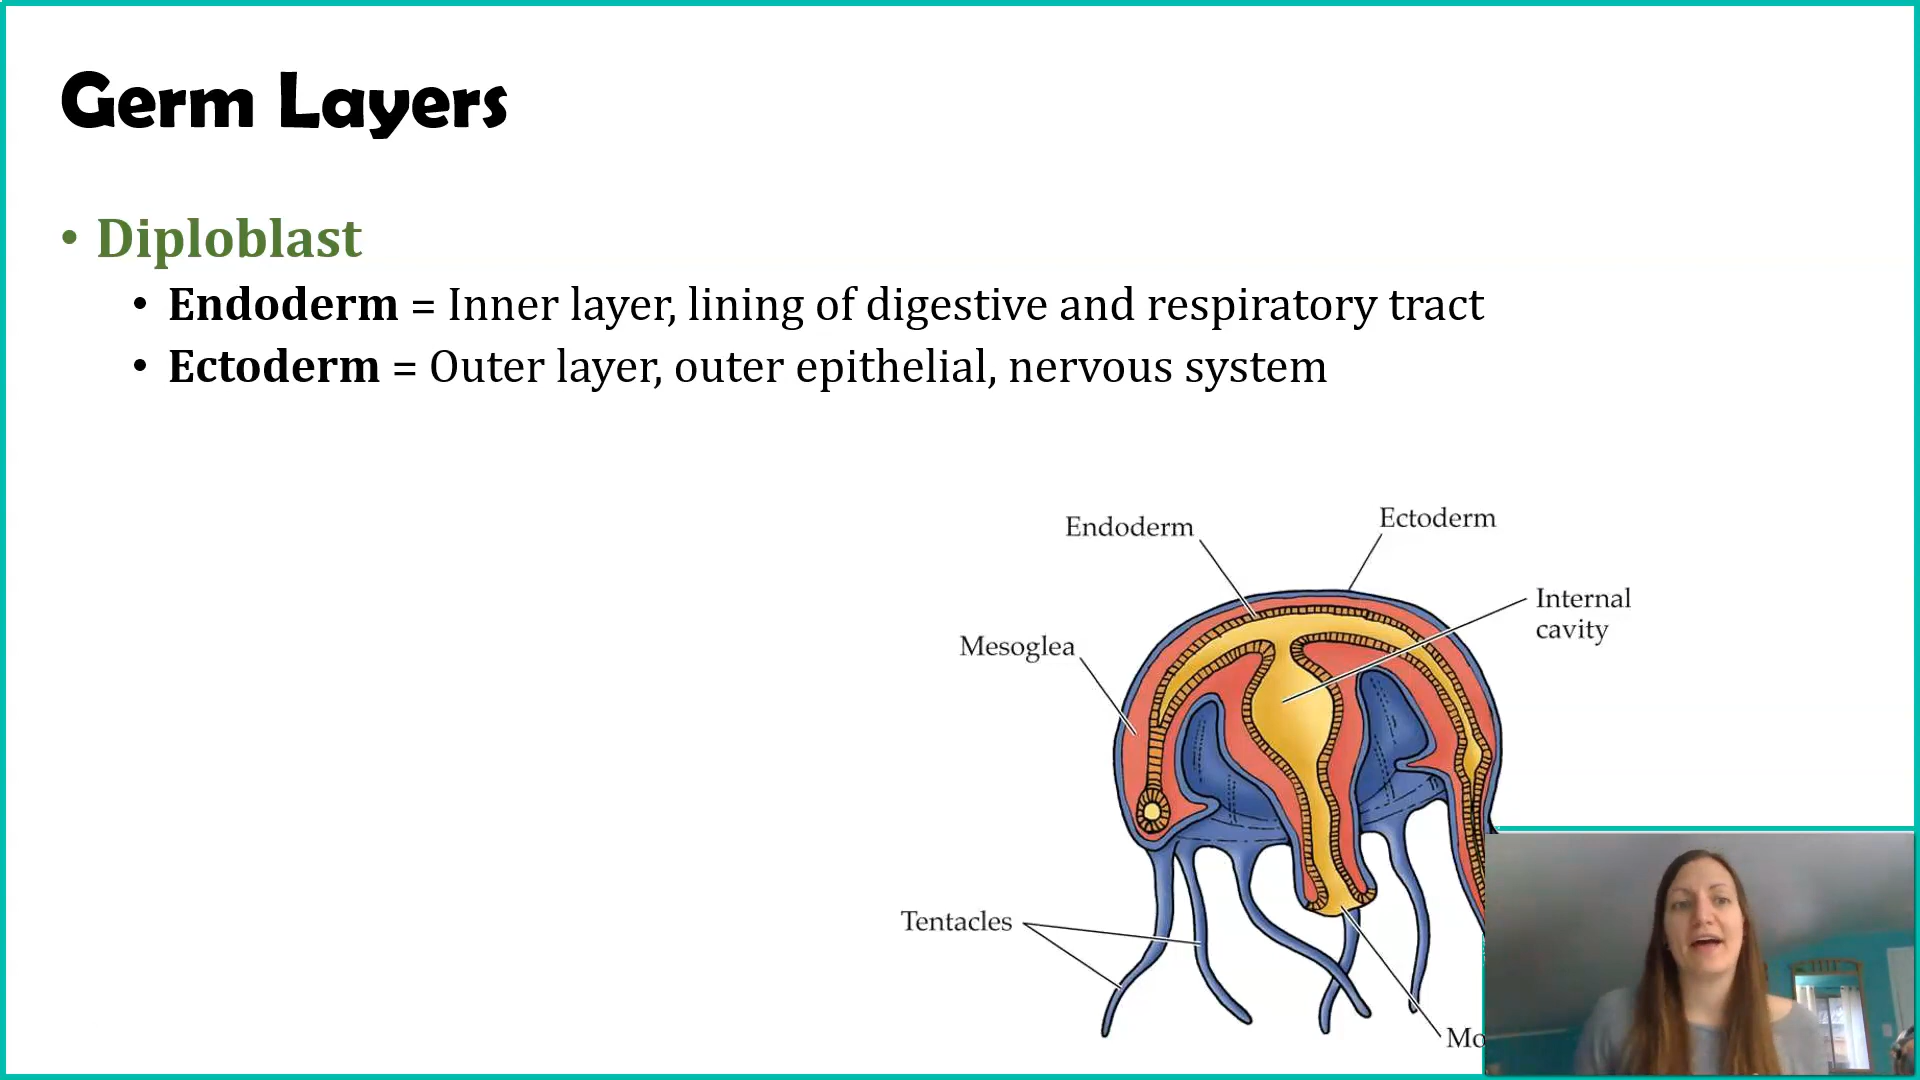 Germ Layers
• Diploblast
• Endoderm = Inner layer, lining of digestive and respiratory tract
• Ectoderm = Outer layer, outer epithelial, nervous system
Endoderm
Ectoderm
Internal
cavity
Mesoglea
Tentacles